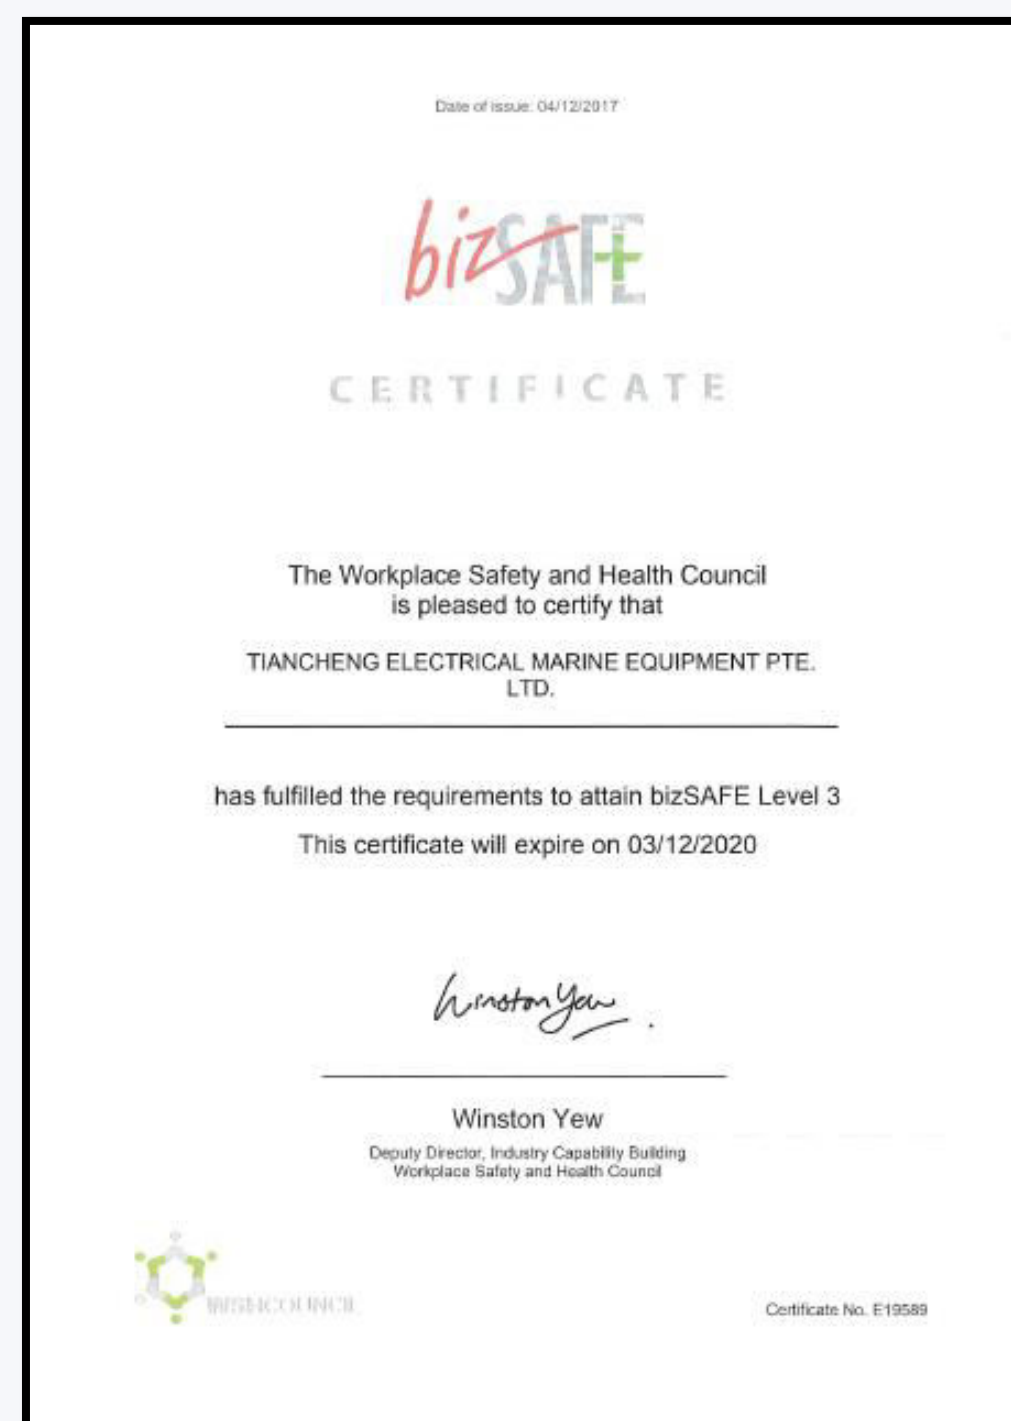 Date of issue: 04/12/2017
bizSAFE
CERTIFICATE
The Workplace Safety and Health Council
is pleased to certify that
TIANCHENG ELECTRICAL MARINE EQUIPMENT PTE.
LTD.
has fulfilled the requirements to attain bizSAFE Level 3
This certificate will expire on 03/12/2020
Winston Yew
Winston Yew
Deputy Director, Industry Capability Building
Workplace Safety and Health Council
WSHCOUNCIL
Certificate No. E19589